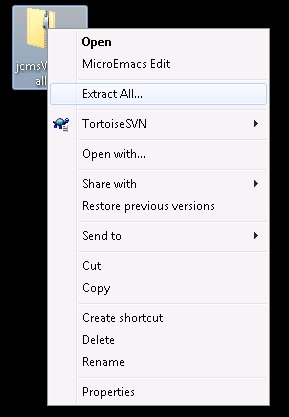 Open
MicroEmacs Edit
Extract All...
TortoiseSVN
Open with...
Share with
Restore previous versions
Send to
Cut
Copy
Create shortcut
Delete
Rename
Properties